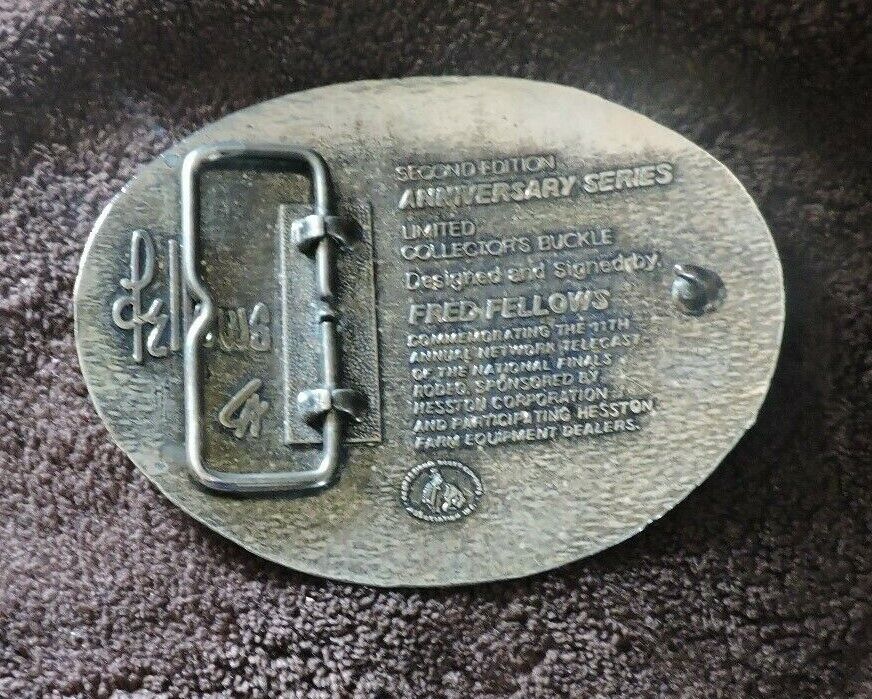 SECOND EDITION
ANNIVERSARY SERIES
LIMITED
COLLECTOR'S BUCKLE
Designed and signed by,
FRED FELLOWS
COMMEMORATING THE 11TH
ANNUAL NETWORK TELECAST
OF THE NATIONAL FINALS
RODEO, SPONSORED BY
HESSTON CORPORATION
AND PARTICIPATING HESSTON
FARM EQUIPMENT DEALERS.
Fellows